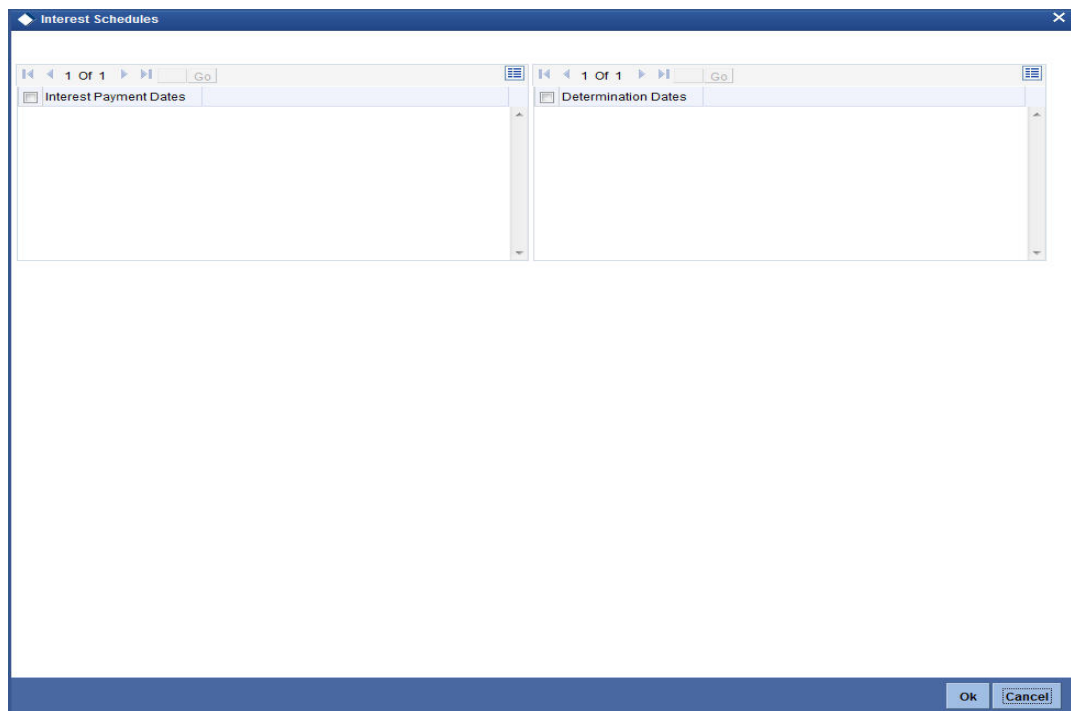 Interest Schedules
1 Of 1 Go
Interest Payment Dates
1 Of 1 Go
Determination Dates
Ok Cancel